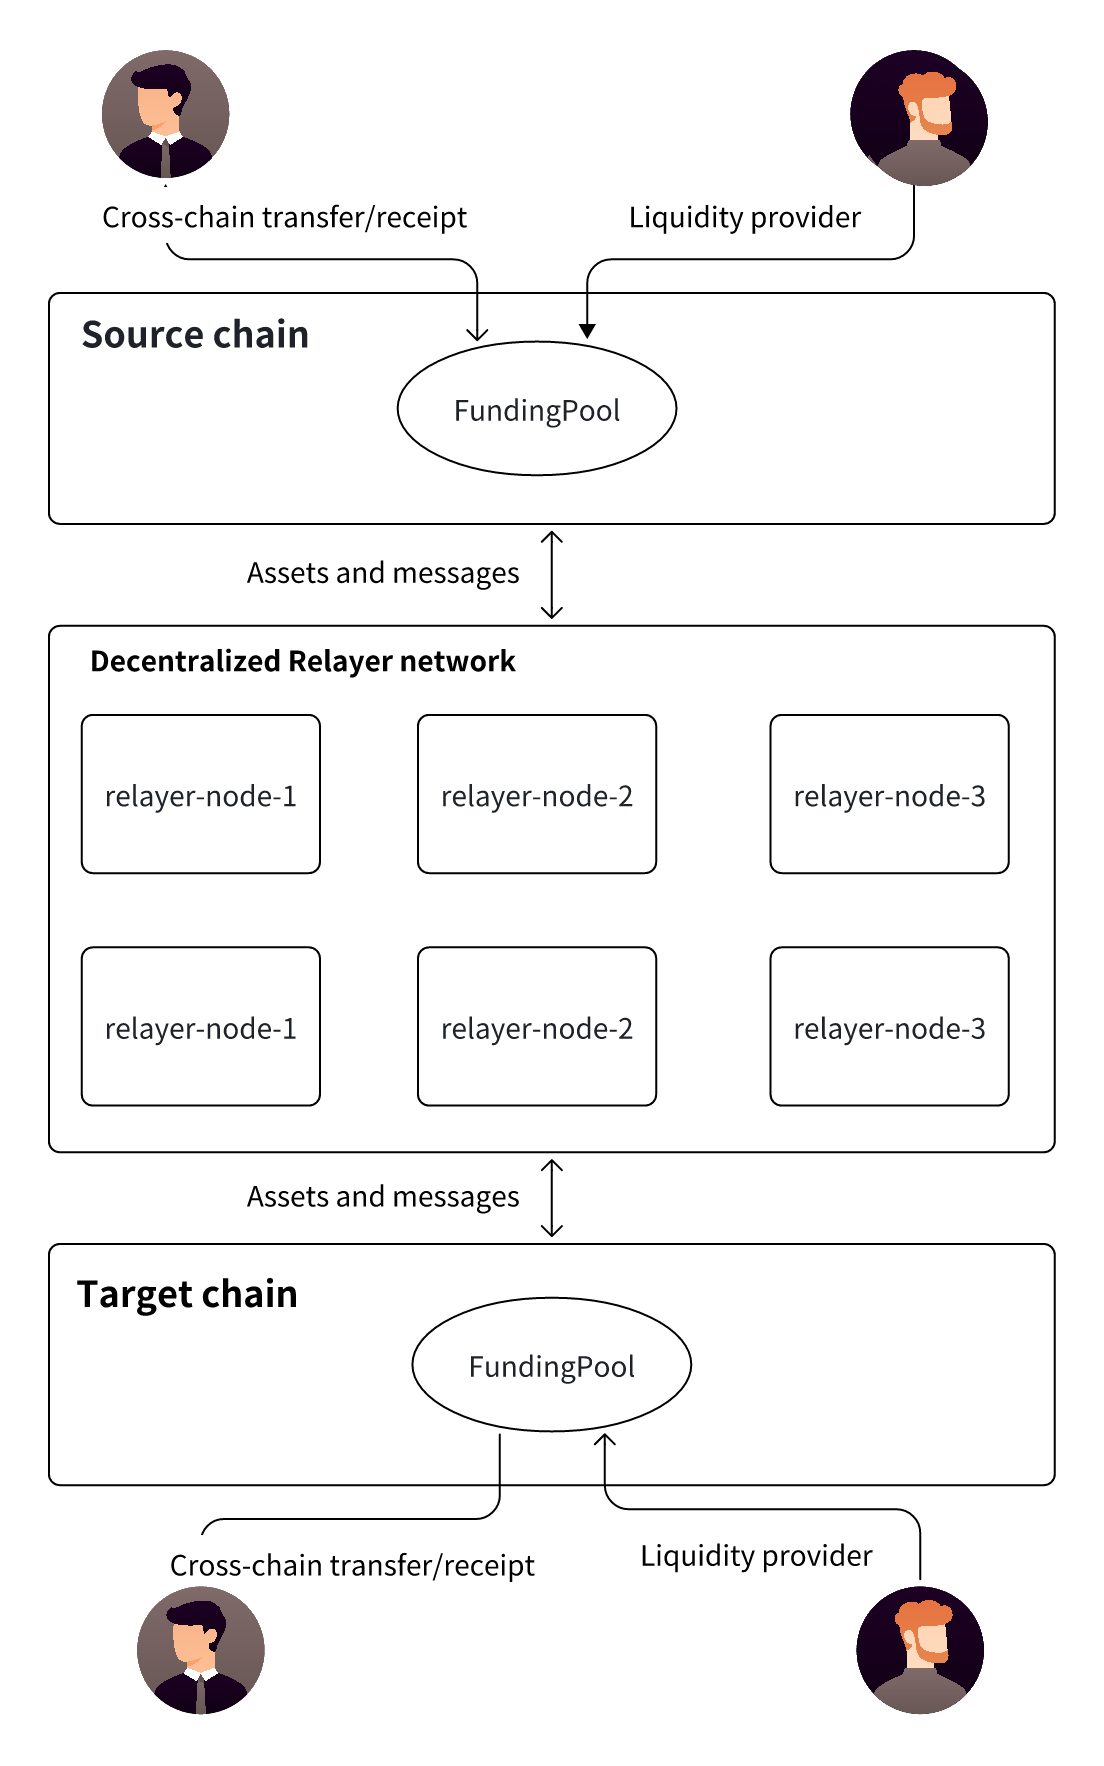 Cross-chain transfer/receipt
Liquidity provider
Source chain
FundingPool
Assets and messages
Decentralized Relayer network
relayer-node-1
relayer-node-2
relayer-node-3
relayer-node-1
relayer-node-2
relayer-node-3
Assets and messages
Target chain
FundingPool
Cross-chain transfer/receipt
Liquidity provider